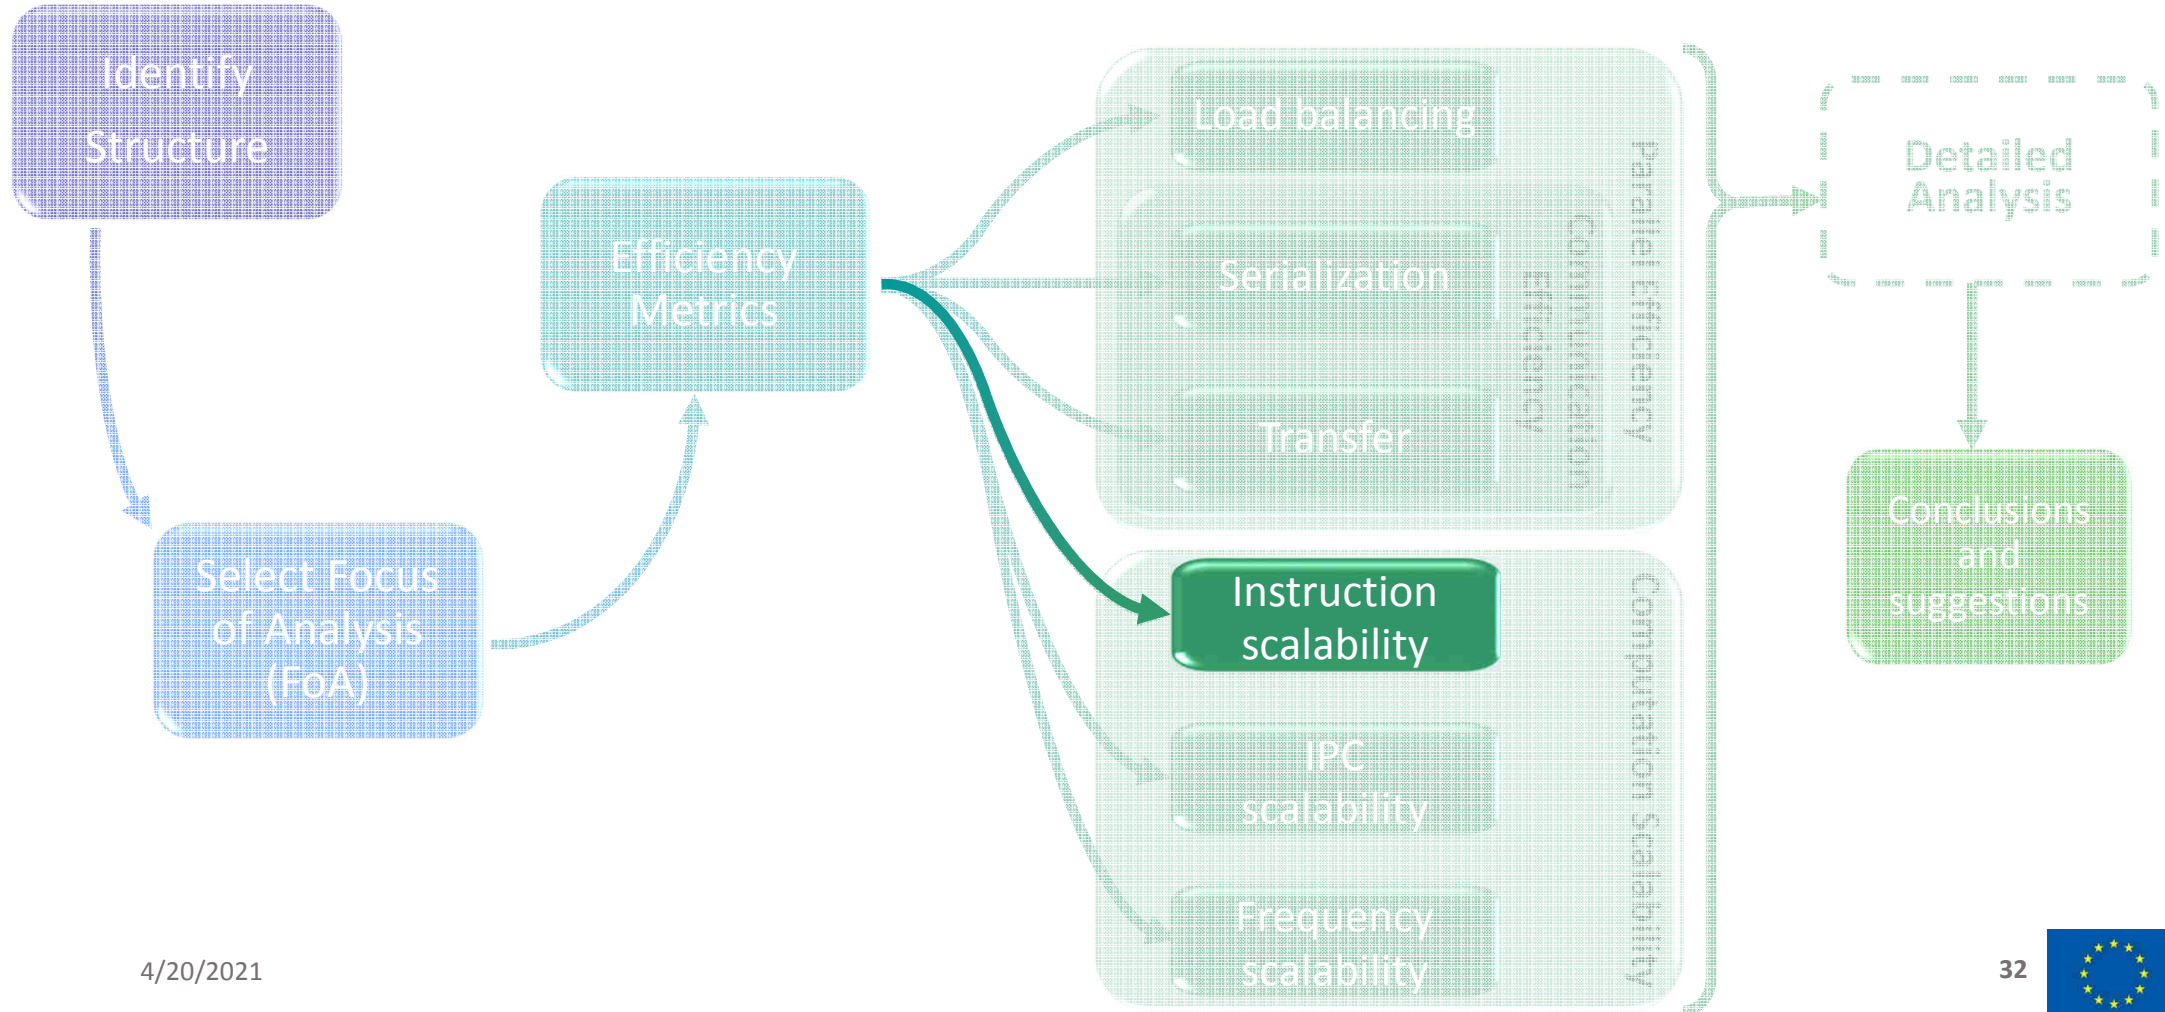 Identify
Structure
Select Focus
of Analysis
(FoA)
Efficiency
Metrics
Load balancing
Serialization
Transfer
Communication
Efficiency
Parallel Efficiency
Instruction
scalability
IPC
scalability
Frequency
scalability
Computation Scalability
Detailed
Analysis
Conclusions
and
suggestions
4/20/2021
32